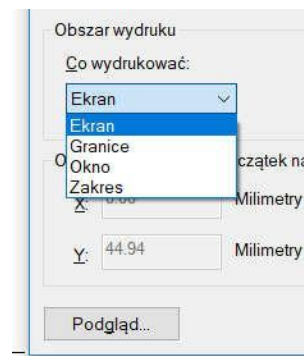 Obszar wydruku
Co wydrukować:
Ekran
Ekran
Granice
Okno
Zakres
czątek na
X: Milimetry
Y: 44.94 Milimetry
Podgląd...